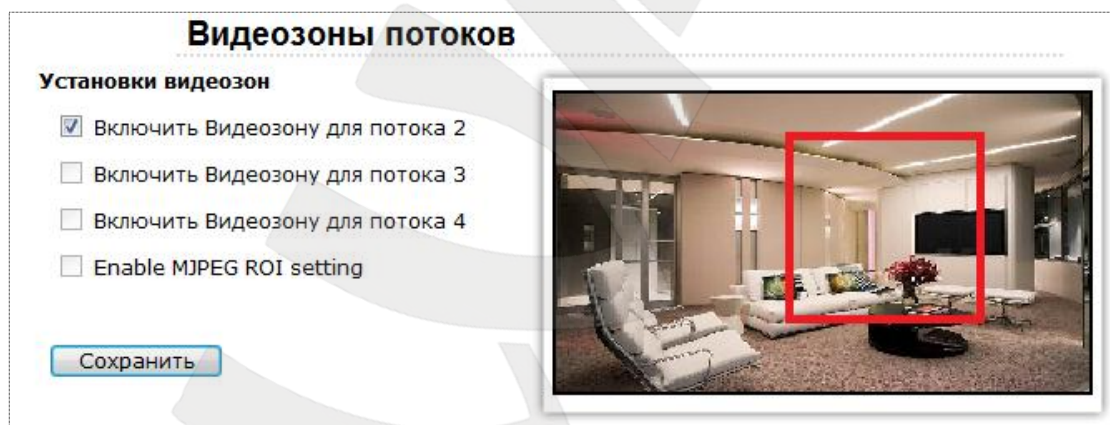 Видеозоны потоков
Установки видеозон
Включить Видеозону для потока 2
Включить Видеозону для потока 3
Включить Видеозону для потока 4
Enable MJPEG ROI setting
Сохранить